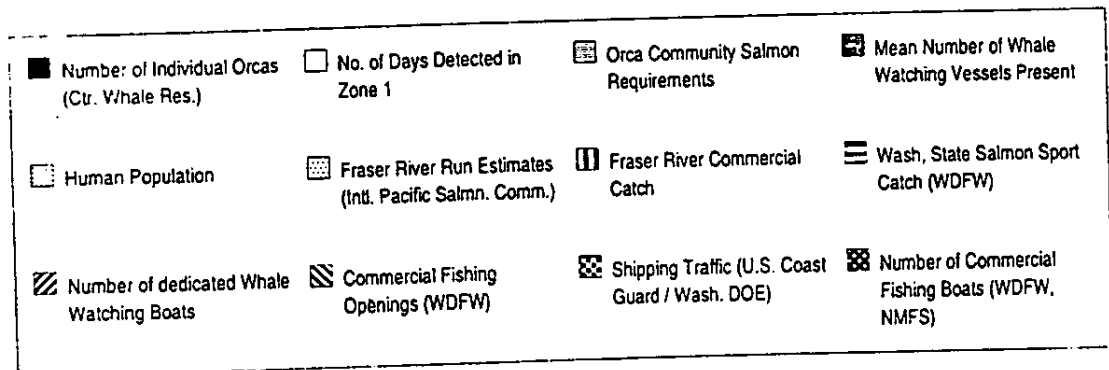 Number of Individual Orcas
(Ctr. Whale Res.)
No. of Days Detected in
Zone 1
Orca Community Salmon
Requirements
Mean Number of Whale
Watching Vessels Present
Human Population
Fraser River Run Estimates
(Intl. Pacific Salmn. Comm.)
Fraser River Commercial
Catch
Wash, State Salmon Sport
Catch (WDFW)
Number of dedicated Whale
Watching Boats
Commercial Fishing
Openings (WDFW)
Shipping Traffic (U.S. Coast
Guard / Wash. DOE)
Number of Commercial
Fishing Boats (WDFW,
NMFS)